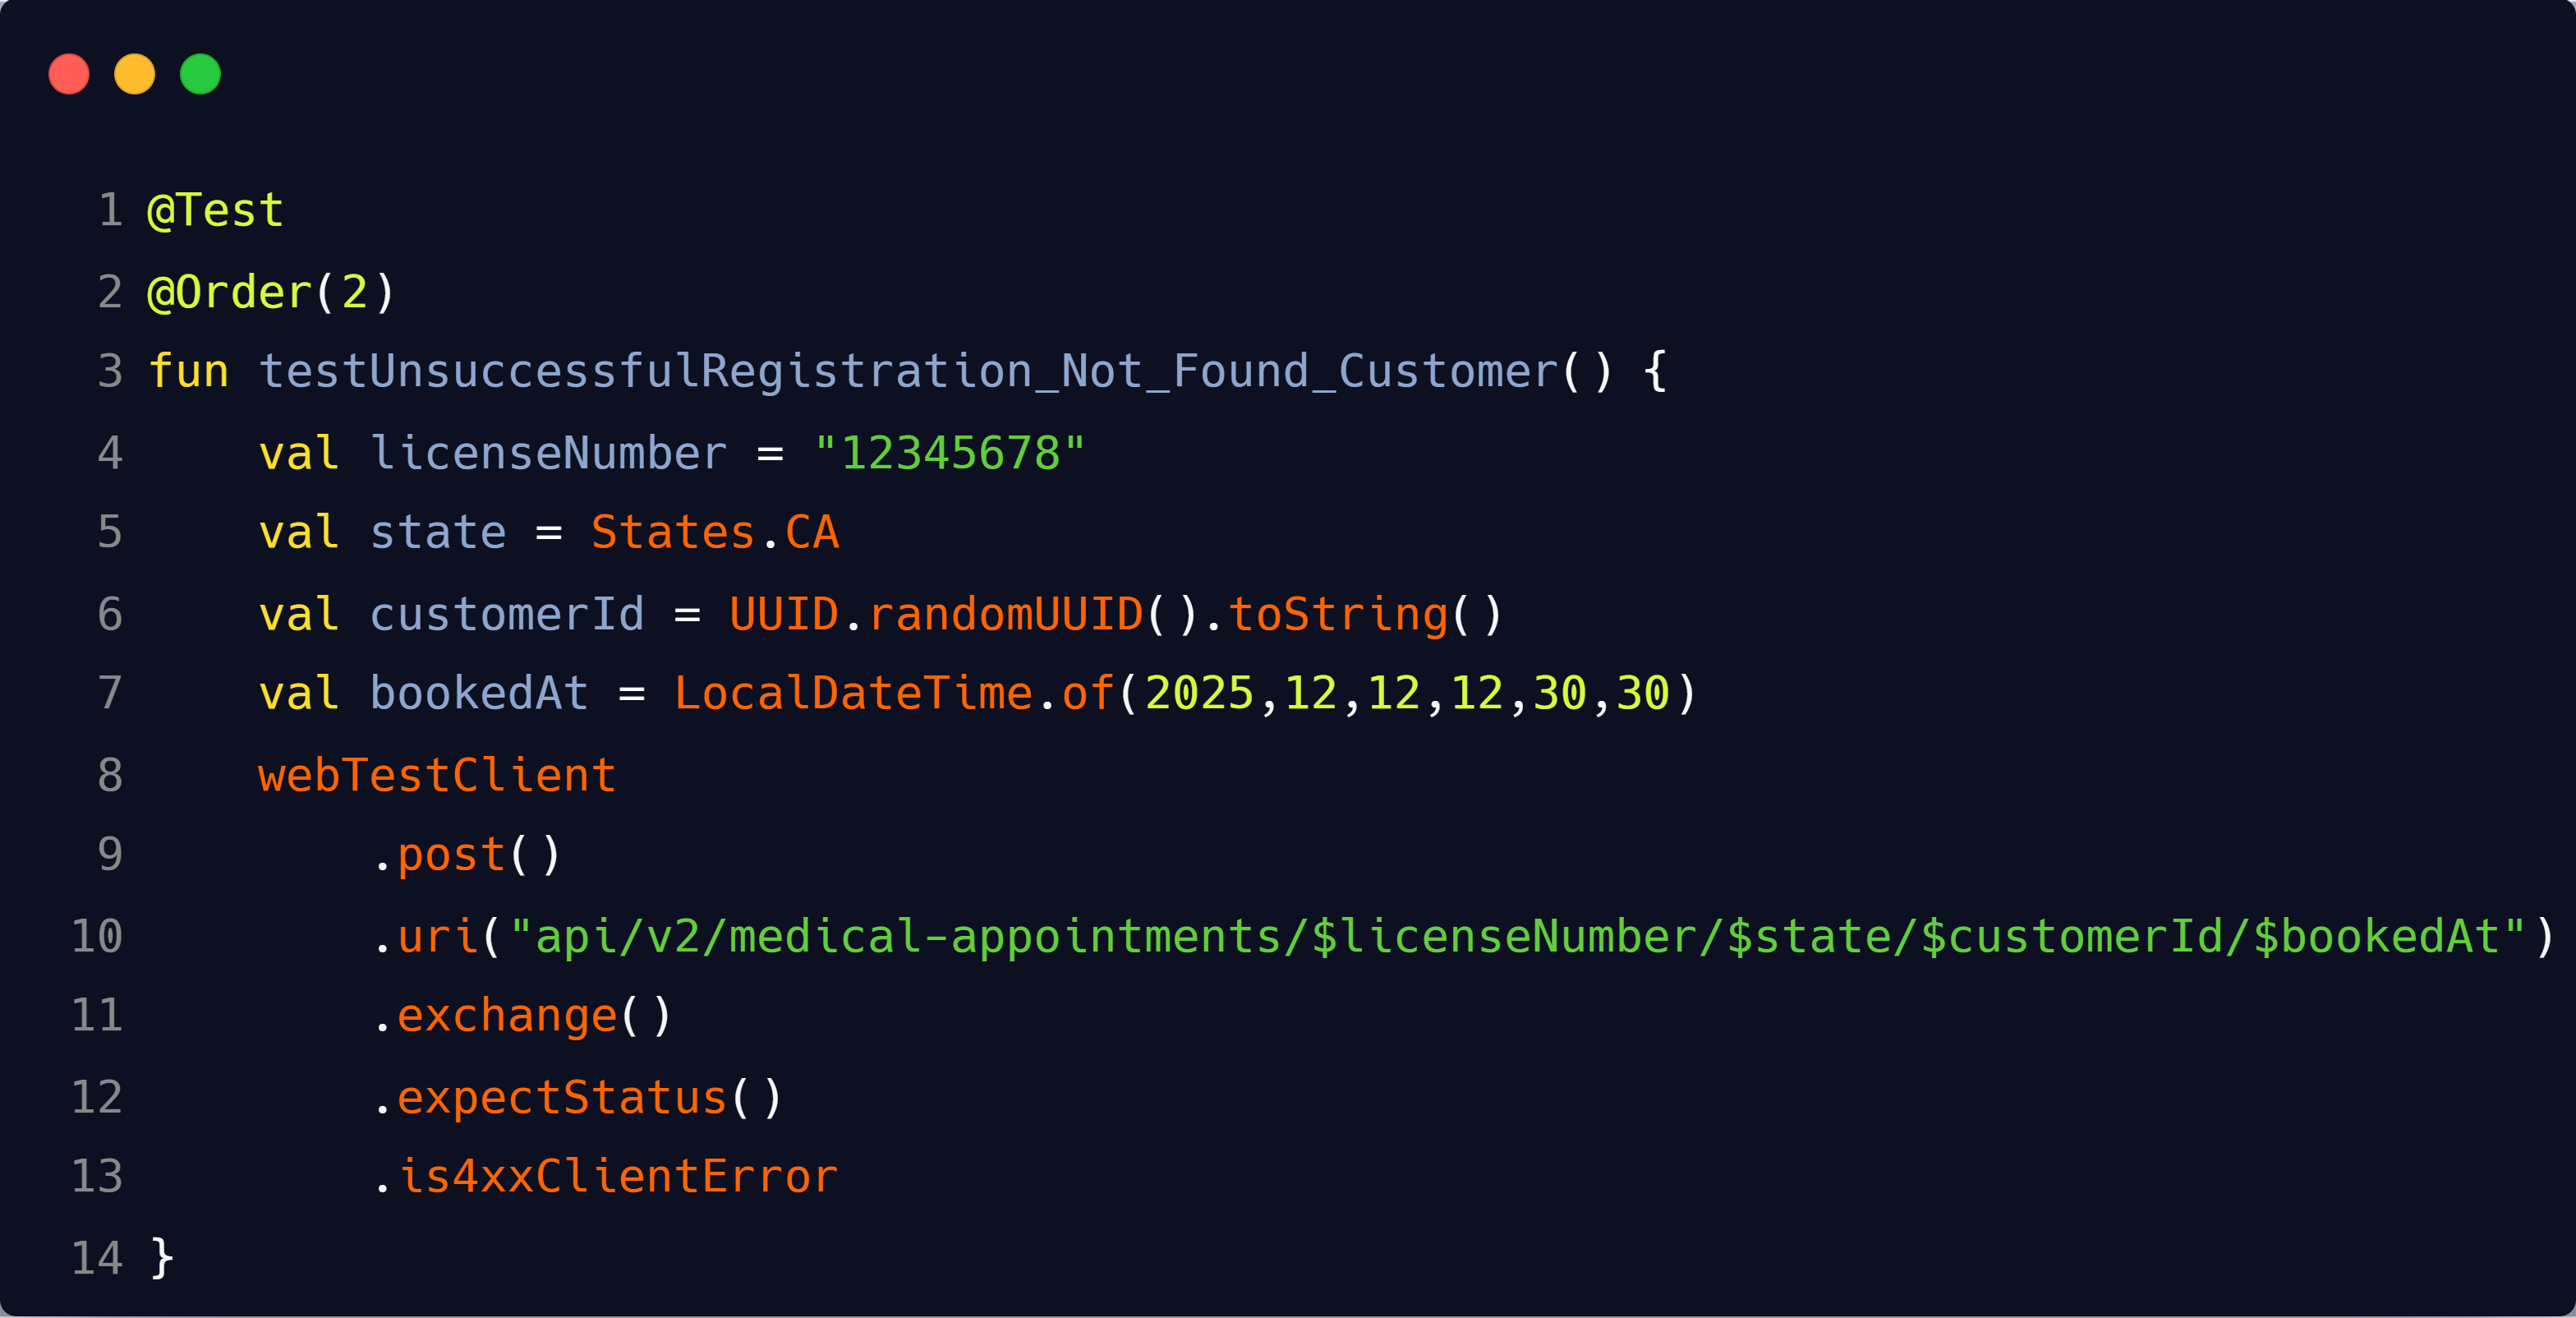 1 @Test
2 @Order(2)
3 fun testUnsuccessfulRegistration_Not_Found_Customer() {
4     val licenseNumber = "12345678"
5     val state = States.CA
6     val customerId = UUID.randomUUID().toString()
7     val bookedAt = LocalDateTime.of(2025,12,12,12,30,30)
8     webTestClient
9         .post()
10         .uri("api/v2/medical-appointments/$licenseNumber/$state/$customerId/$bookedAt")
11         .exchange()
12         .expectStatus()
13         .is4xxClientError
14 }